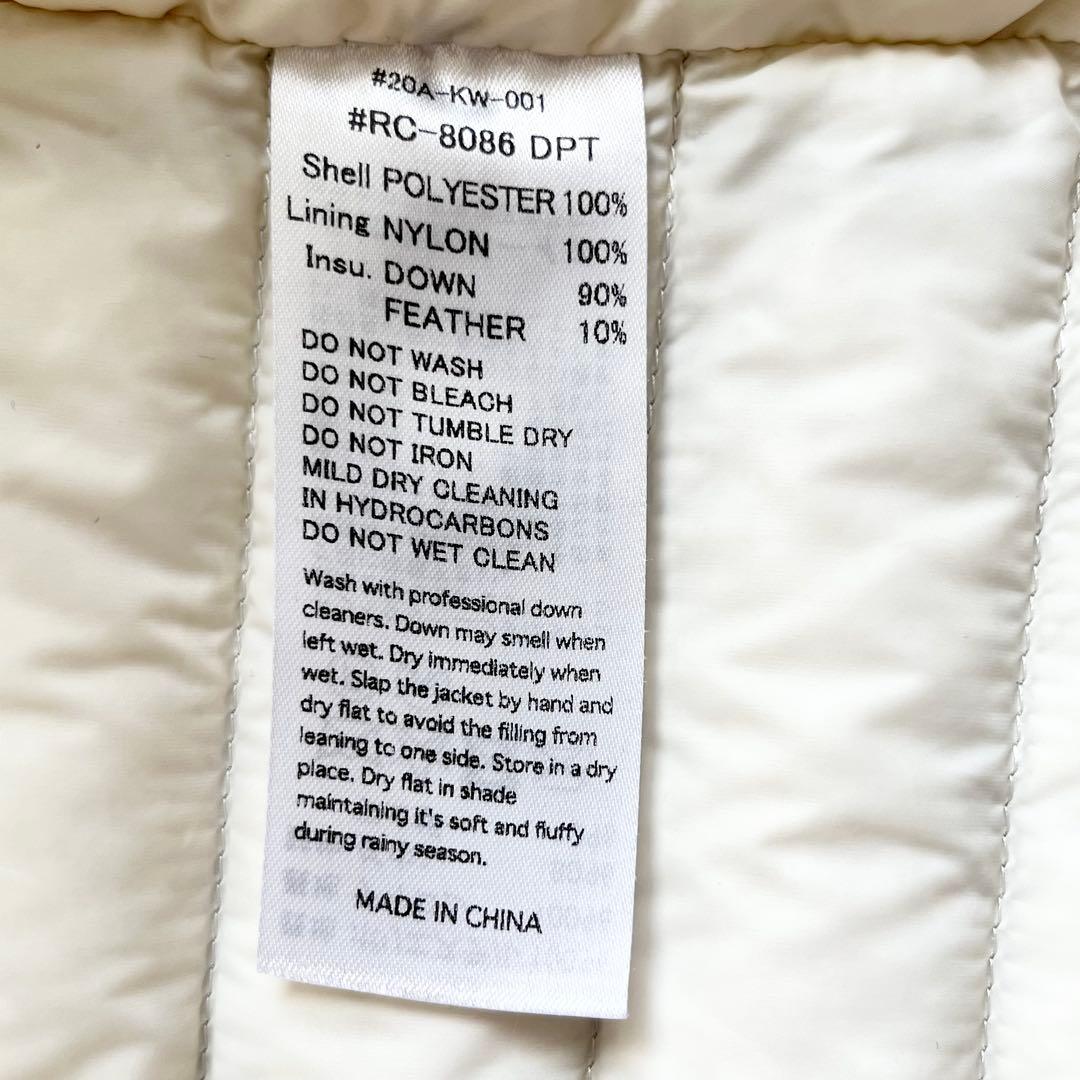 #20A-KW-001
#RC-8086 DPT
Shell POLYESTER 100%
Lining NYLON 100%
Insu. DOWN 90%
FEATHER 10%
DO NOT WASH
DO NOT BLEACH
DO NOT TUMBLE DRY
DO NOT IRON
MILD DRY CLEANING
IN HYDROCARBONS
DO NOT WET CLEAN
Wash with professional down
cleaners. Down may smell when
left wet. Dry immediately when
wet. Slap the jacket by hand and
dry flat to avoid the filling from
leaning to one side. Store in a dry
place. Dry flat in shade
maintaining it's soft and fluffy
during rainy season.
MADE IN CHINA